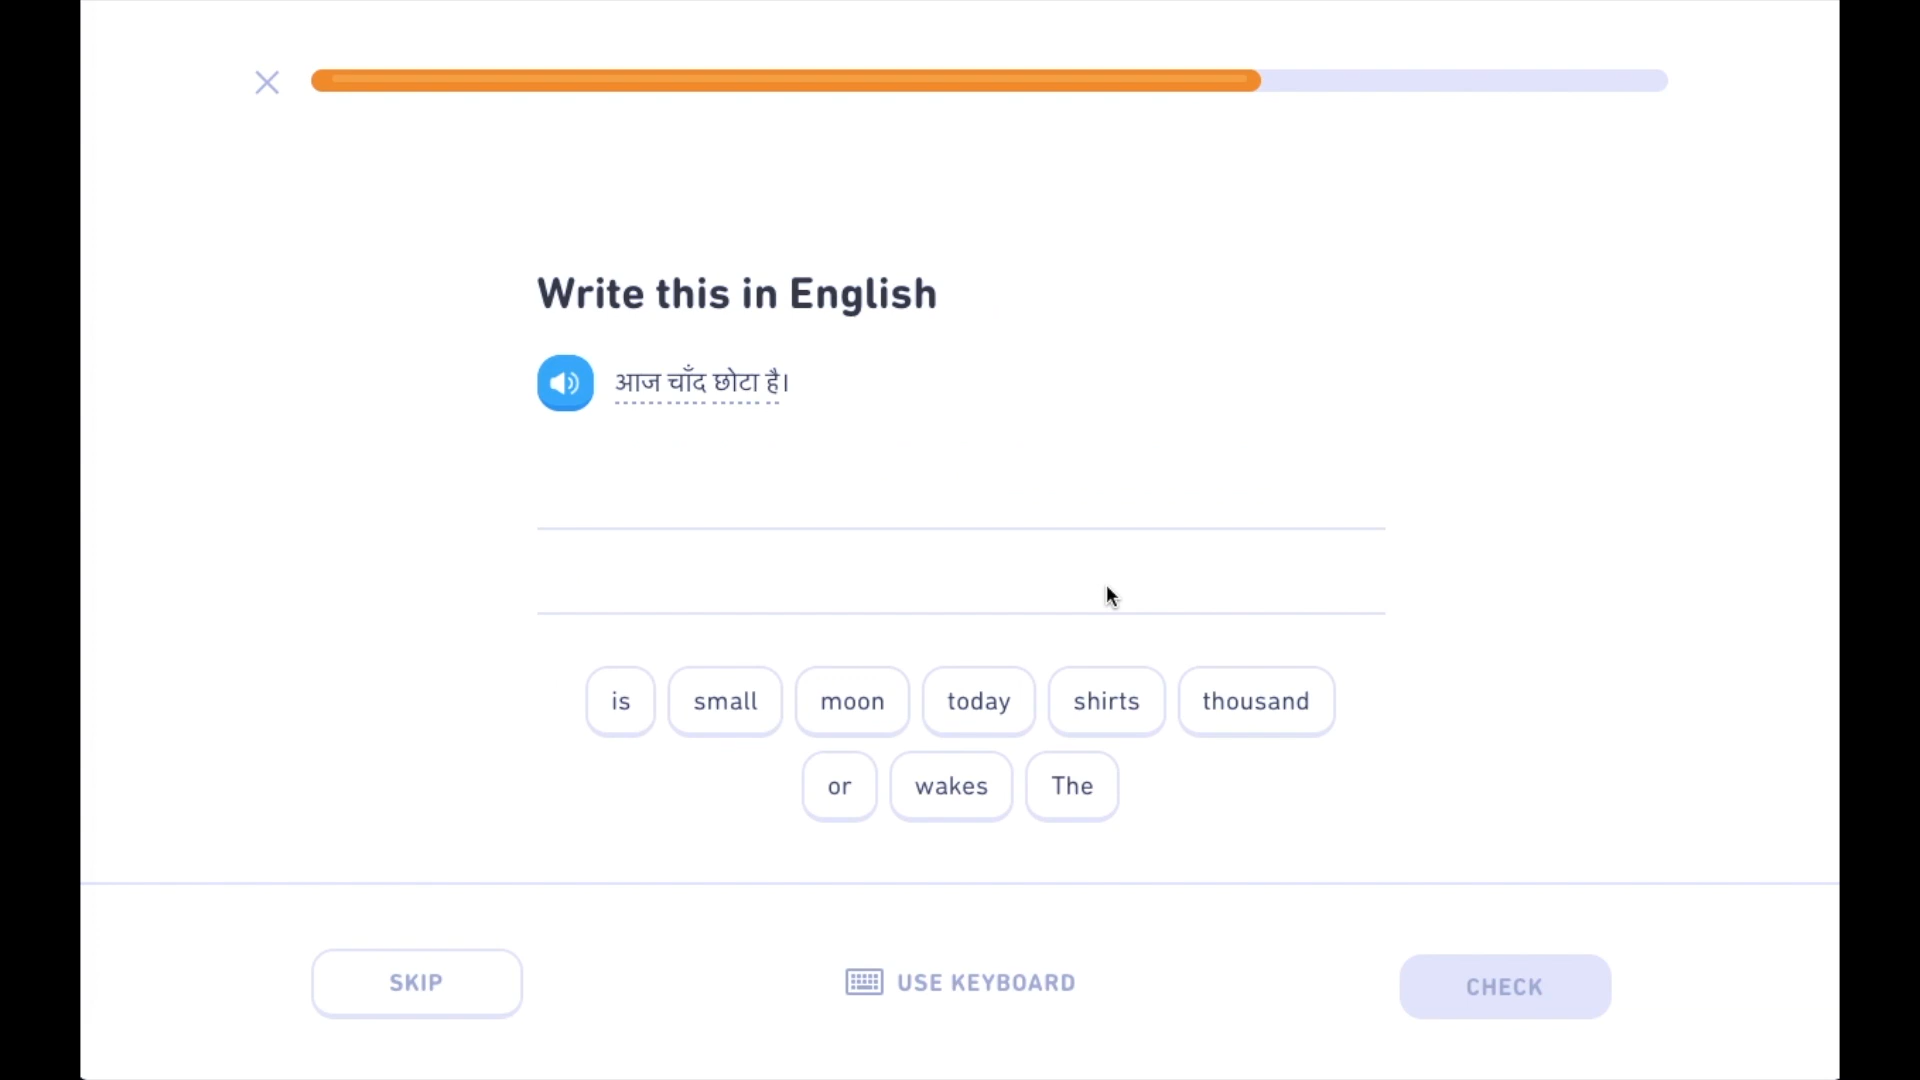 Write this in English
आज चाँद छोटा है।
is small moon today shirts thousand
or wakes The
SKIP USE KEYBOARD CHECK